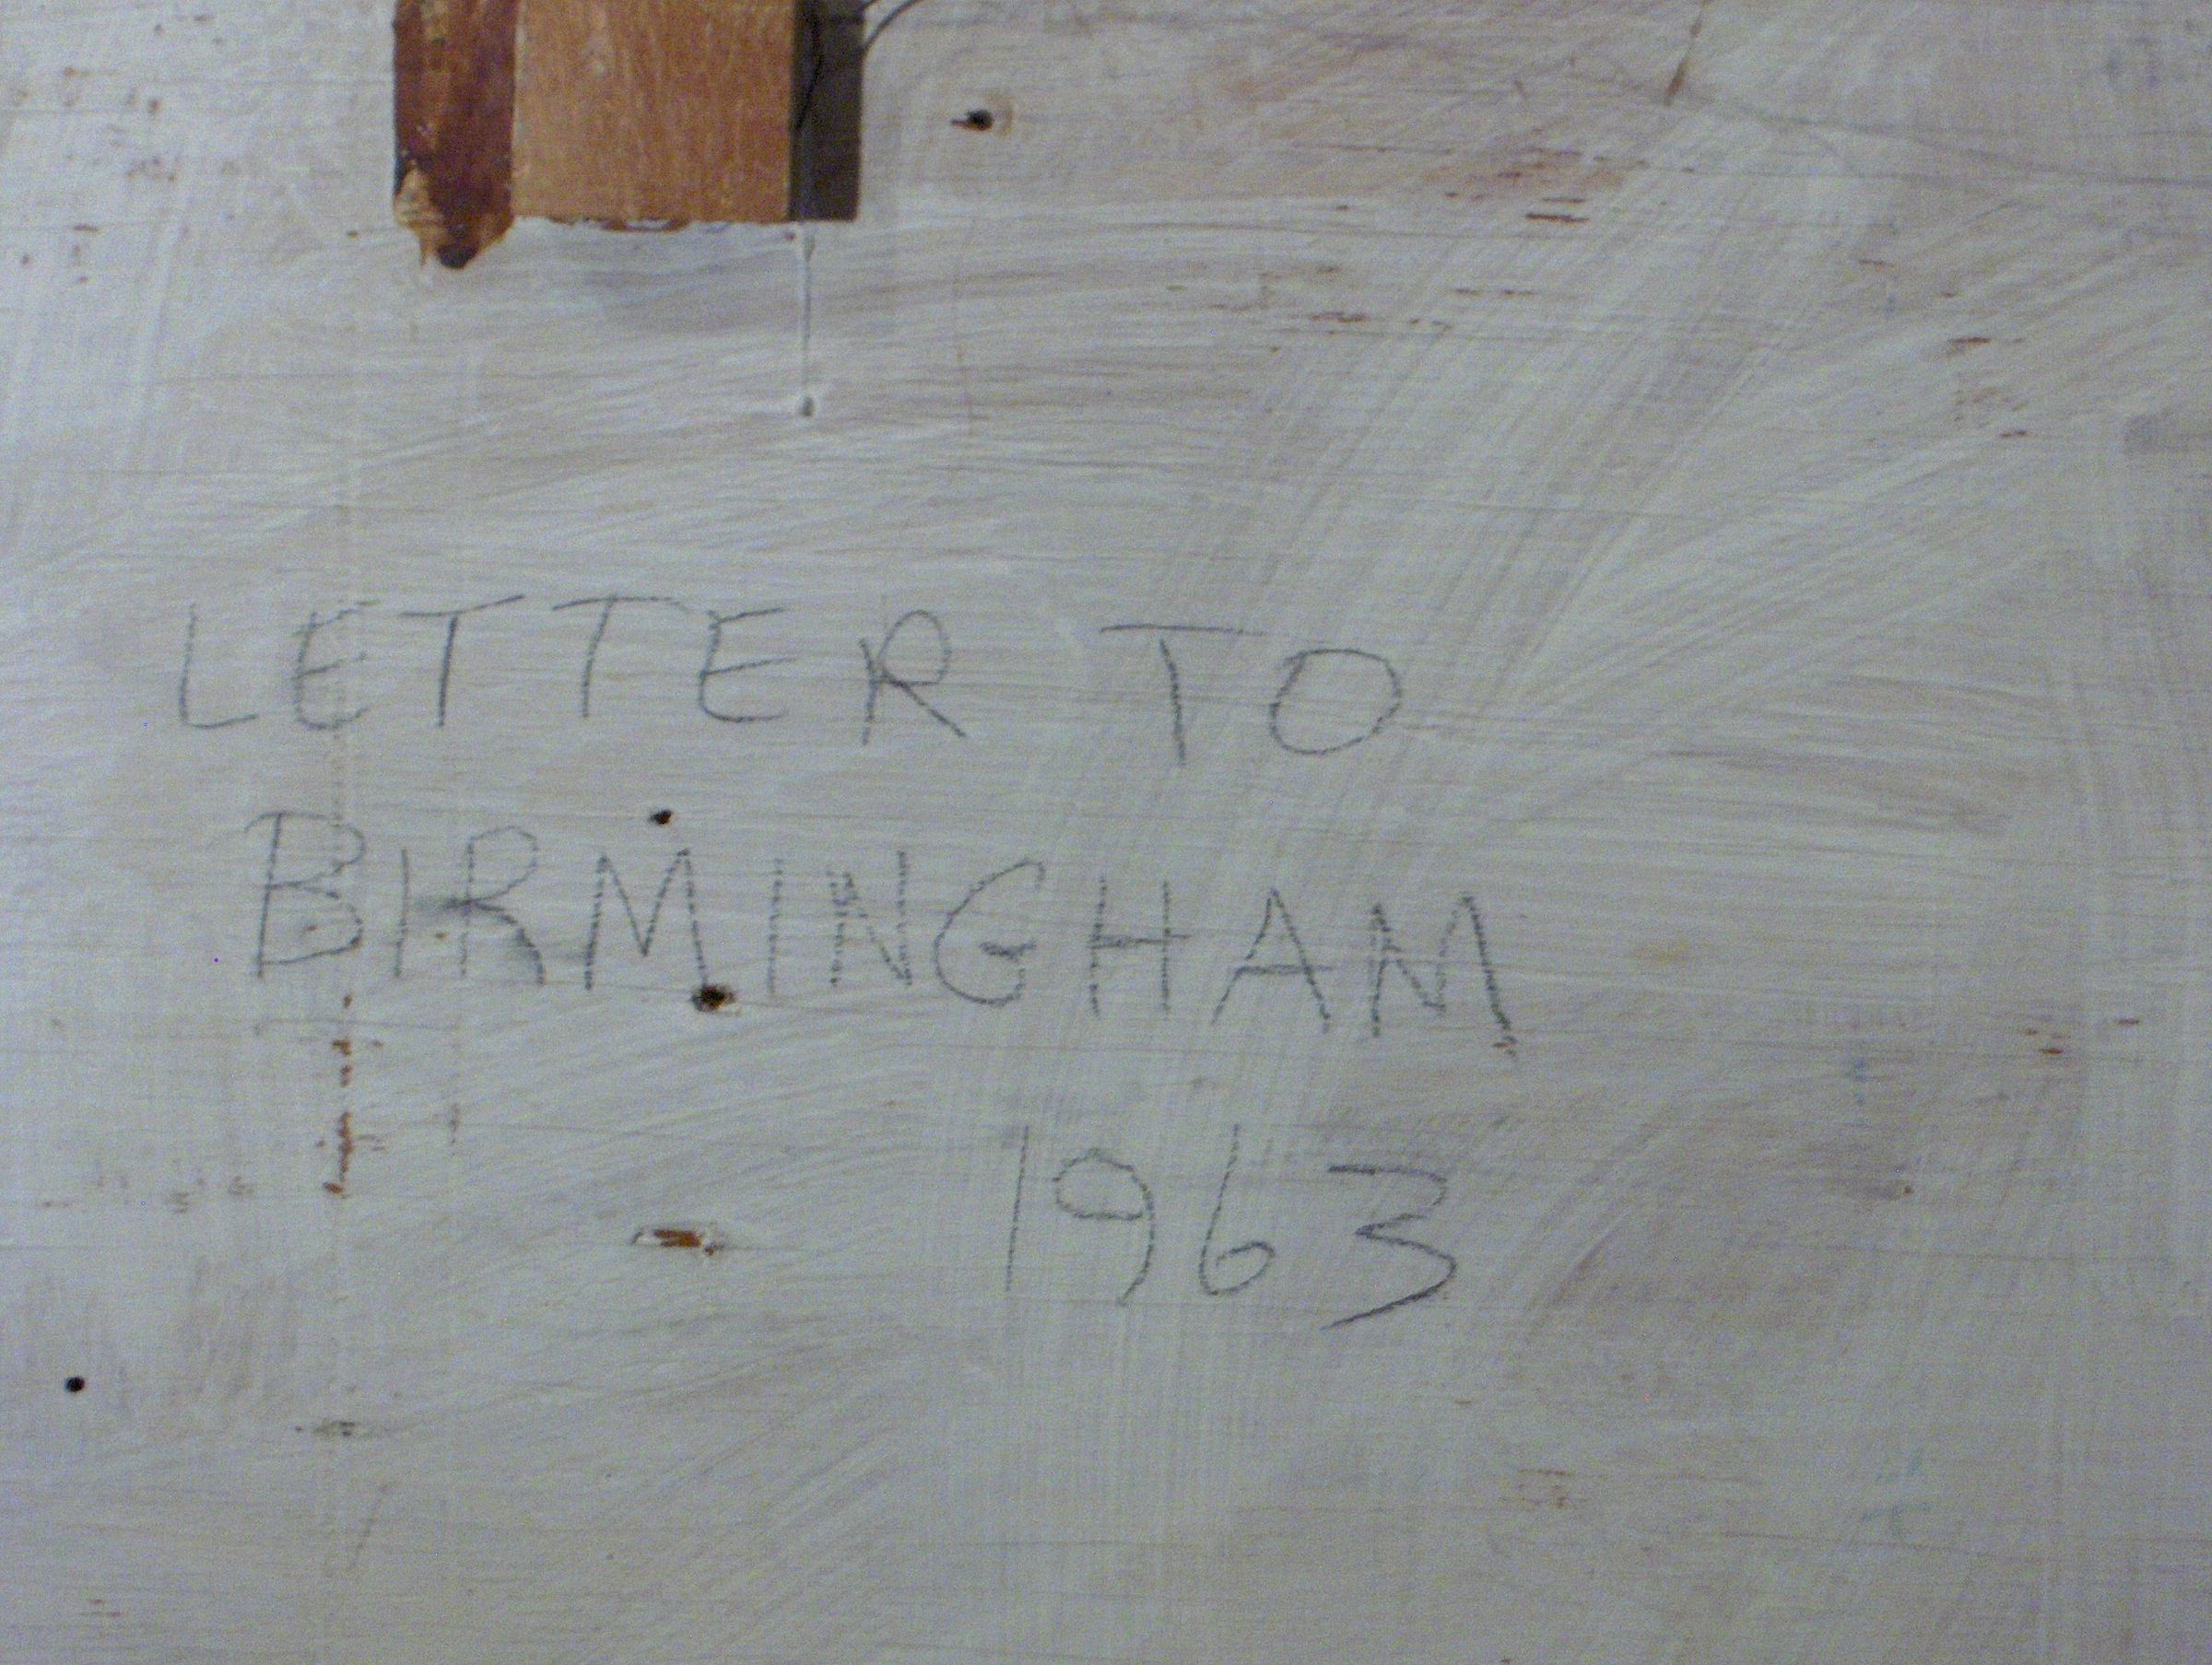 LETTER TO
BIRMINGHAM
1963